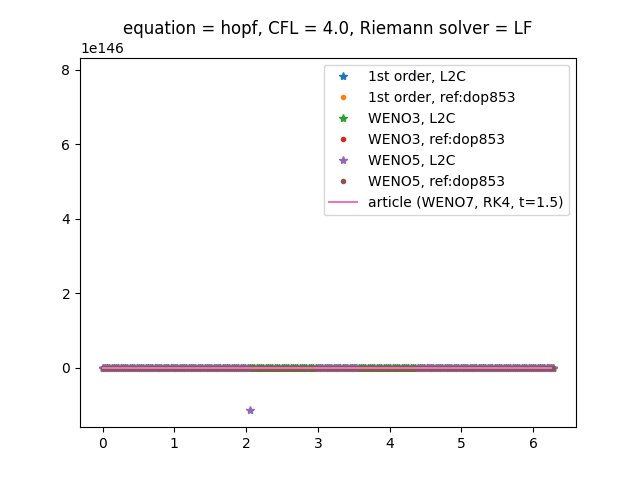 equation = hopf, CFL = 4.0, Riemann solver = LF
1e146
8
6
4
2
0
1st order, L2C
1st order, ref:dop853
WENO3, L2C
WENO3, ref:dop853
WENO5, L2C
WENO5, ref:dop853
article (WENO7, RK4, t=1.5)
0 1 2 3 4 5 6